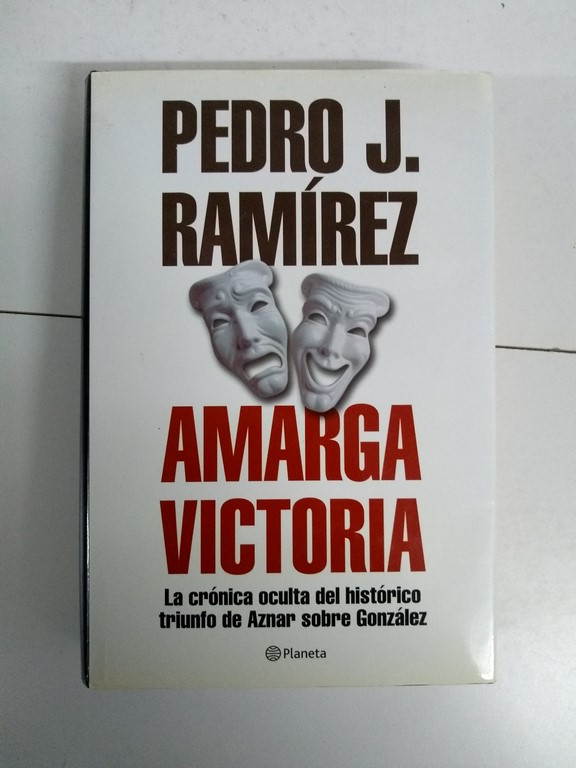 PEDRO J.
RAMÍREZ
AMARGA
VICTORIA
La crónica oculta del histórico
triunfo de Aznar sobre González
Planeta